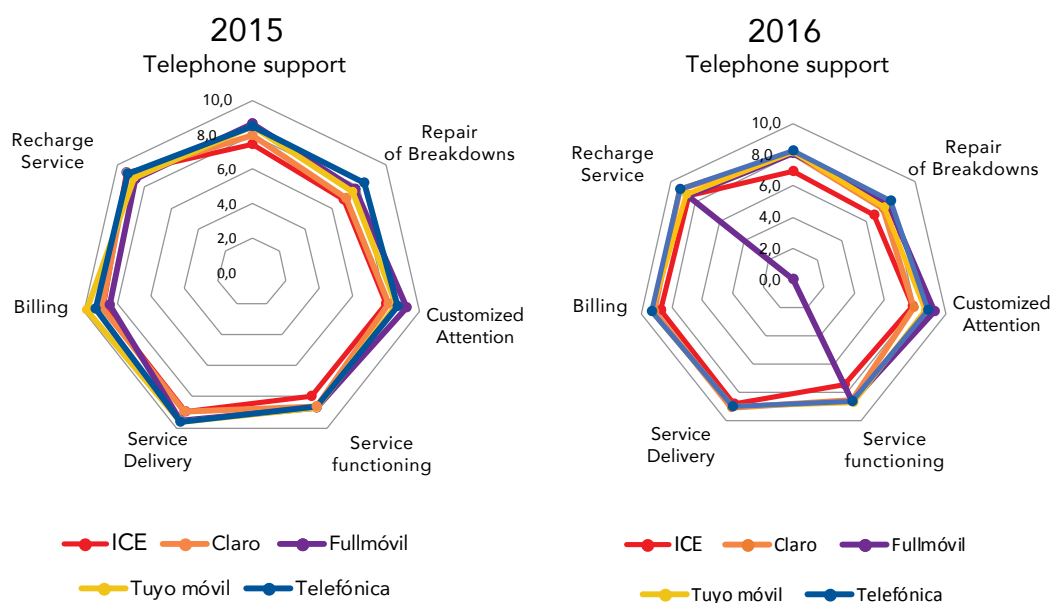 2015
Telephone support
10,0
8,0
6,0
4,0
2,0
0,0
Repair
of Breakdowns
Customized
Attention
Service
functioning
Service
Delivery
Billing
Recharge
Service
ICE
Claro
Fullmóvil
Tuyo móvil
Telefónica
2016
Telephone support
10,0
8,0
6,0
4,0
2,0
0,0
Repair
of Breakdowns
Customized
Attention
Service
functioning
Service
Delivery
Billing
Recharge
Service
ICE
Claro
Fullmóvil
Tuyo móvil
Telefónica